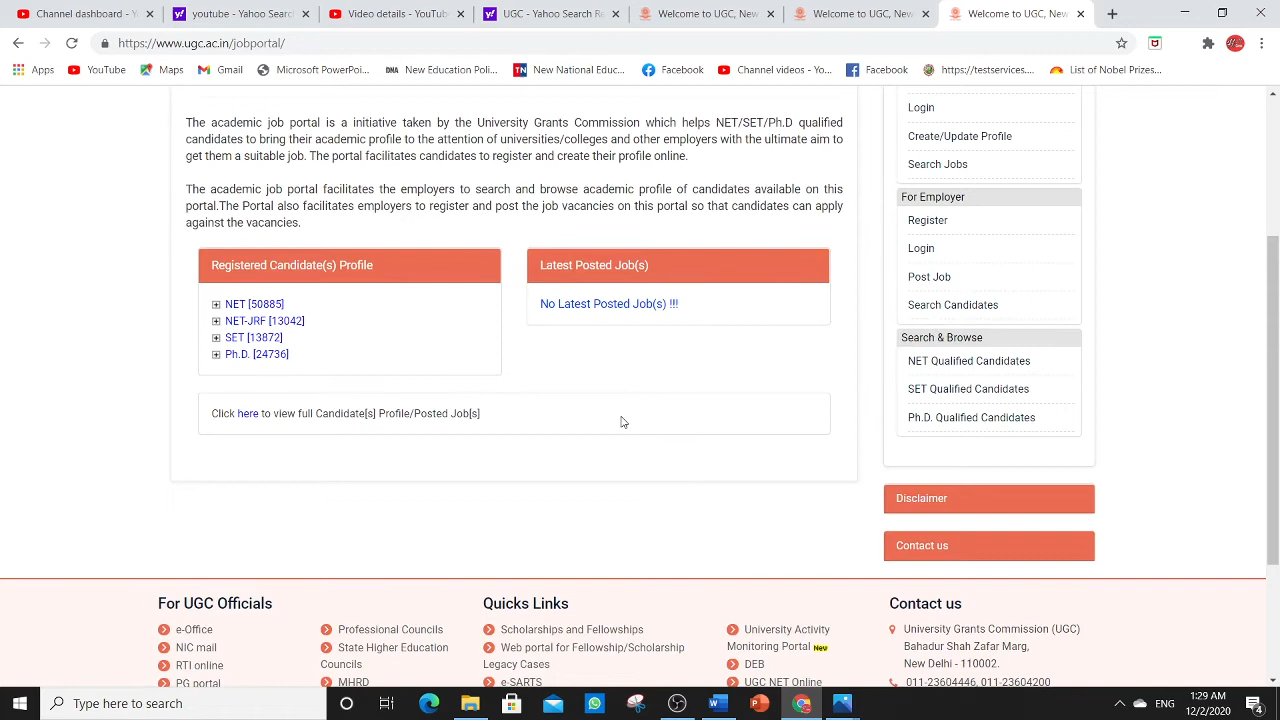 Channel dashboard - You
youtube - Yahoo Search
Video details - YouTube
UGC - Yahoo Search Re
Welcome to UGC, New
Welcome to UGC, New
Welcome to UGC, New
https://www.ugc.ac.in/jobportal/
Apps
YouTube
Maps
Gmail
Microsoft PowerPoi...
DNA New Education Poli...
TN New National Educ...
Facebook
Channel videos - Yo...
Facebook
https://testservices....
List of Nobel Prizes...
The academic job portal is a initiative taken by the University Grants Commission which helps NET/SET/Ph.D qualified
candidates to bring their academic profile to the attention of universities/colleges and other employers with the ultimate aim to
get them a suitable job. The portal facilitates candidates to register and create their profile online.
The academic job portal facilitates the employers to search and browse academic profile of candidates available on this
portal.The Portal also facilitates employers to register and post the job vacancies on this portal so that candidates can apply
against the vacancies.
Registered Candidate(s) Profile
NET [50885]
NET-JRF [13042]
SET [13872]
Ph.D. [24736]
Latest Posted Job(s)
No Latest Posted Job(s) !!!
Click here to view full Candidate[s] Profile/Posted Job[s]
Login
Create/Update Profile
Search Jobs
For Employer
Register
Login
Post Job
Search Candidates
Search & Browse
NET Qualified Candidates
SET Qualified Candidates
Ph.D. Qualified Candidates
Disclaimer
Contact us
For UGC Officials
e-Office
NIC mail
RTI online
PG portal
Professional Councils
State Higher Education
Councils
MHRD
Quicks Links
Scholarships and Fellowships
Web portal for Fellowship/Scholarship
Legacy Cases
e-SARTS
University Activity
Monitoring Portal New
DEB
UGC NET Online
Contact us
University Grants Commission (UGC)
Bahadur Shah Zafar Marg,
New Delhi - 110002.
011-23604446, 011-23604200
Type here to search
ENG
1:29 AM
12/2/2020
4